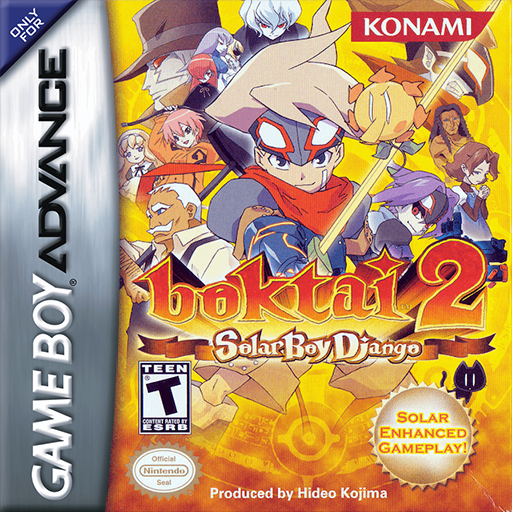 ONLY
FOR
GAME BOY ADVANCE
KONAMI
boktai 2
Solar Boy Django
TEEN
T
CONTENT RATED BY
ESRB
SOLAR
ENHANCED
GAMEPLAY!
Official
Nintendo
Seal
Produced by Hideo Kojima